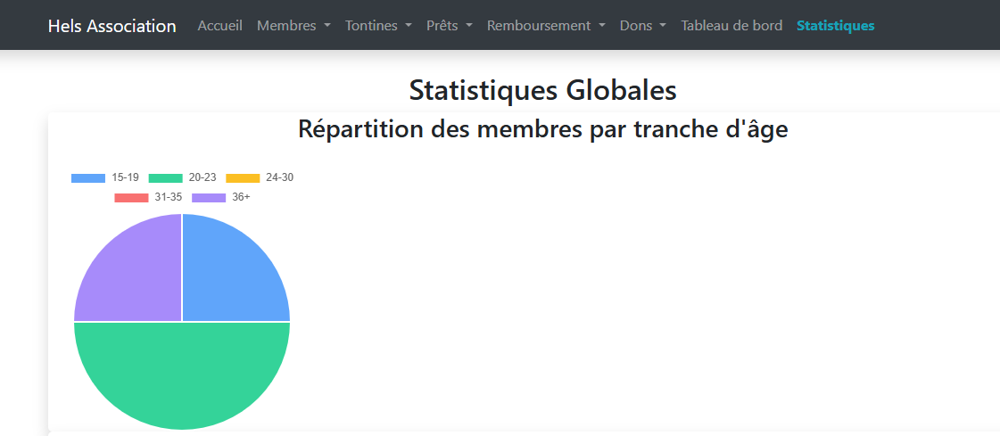 Hels Association Accueil Membres Tontines Prêts Remboursement Dons Tableau de bord Statistiques
Statistiques Globales
Répartition des membres par tranche d'âge
15-19 20-23 24-30
31-35 36+